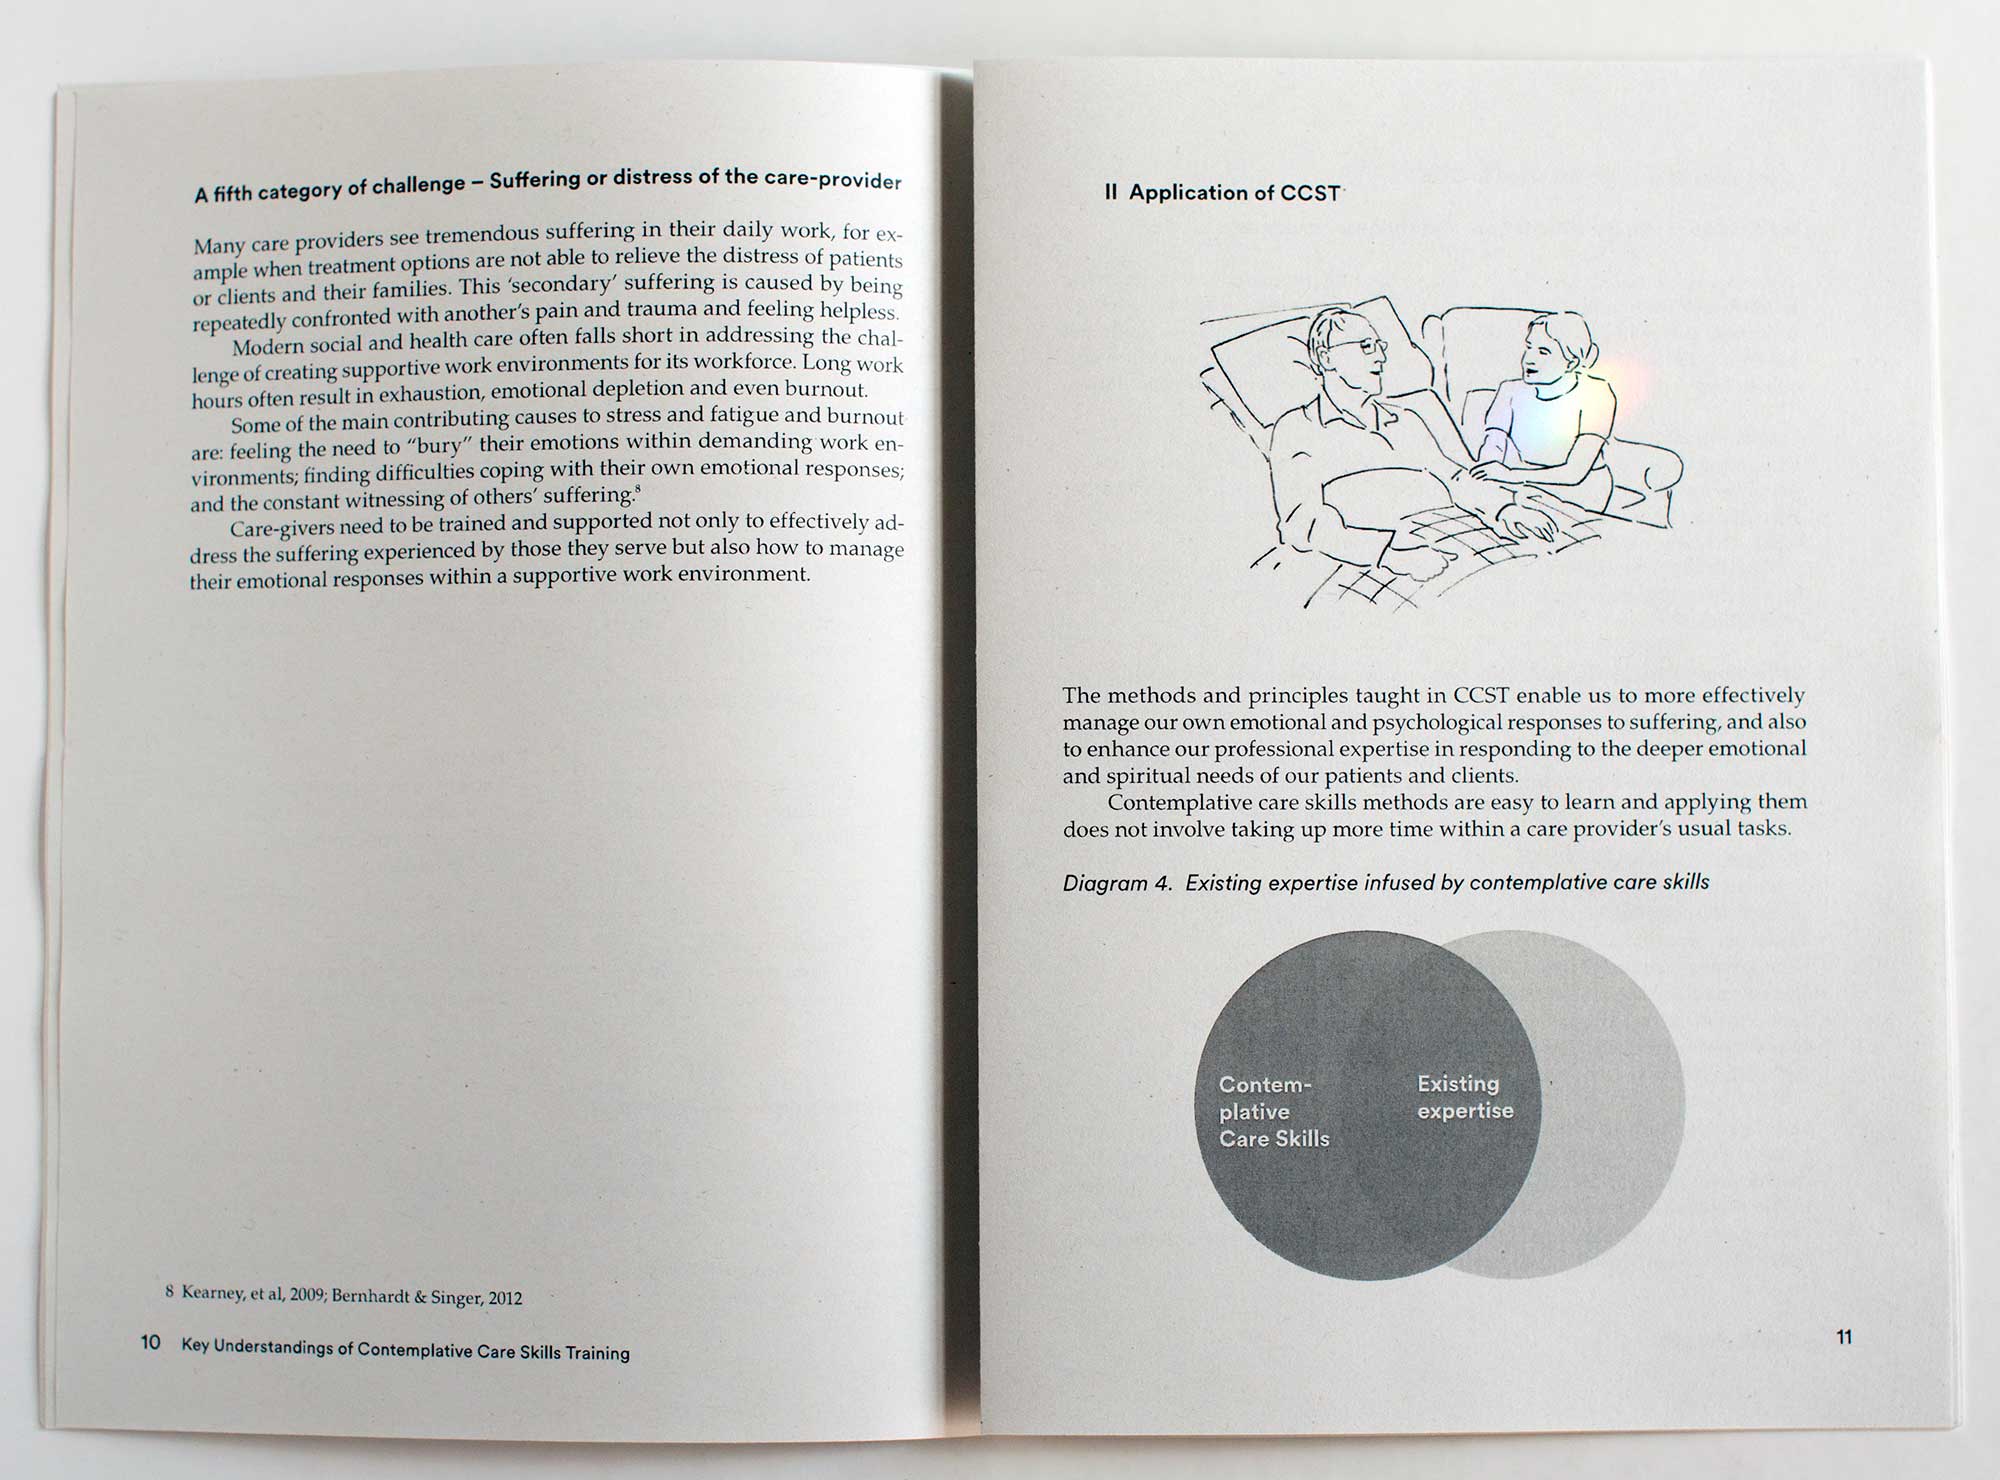 A fifth category of challenge – Suffering or distress of the care-provider
Many care providers see tremendous suffering in their daily work, for ex-
ample when treatment options are not able to relieve the distress of patients
or clients and their families. This ‘secondary’ suffering is caused by being
repeatedly confronted with another’s pain and trauma and feeling helpless.
Modern social and health care often falls short in addressing the chal-
lenge of creating supportive work environments for its workforce. Long work
hours often result in exhaustion, emotional depletion and even burnout.
Some of the main contributing causes to stress and fatigue and burnout
are: feeling the need to “bury” their emotions within demanding work en-
vironments; finding difficulties coping with their own emotional responses;
and the constant witnessing of others’ suffering.⁸
Care-givers need to be trained and supported not only to effectively ad-
dress the suffering experienced by those they serve but also how to manage
their emotional responses within a supportive work environment.
8 Kearney, et al, 2009; Bernhardt & Singer, 2012
10 Key Understandings of Contemplative Care Skills Training
II Application of CCST
The methods and principles taught in CCST enable us to more effectively
manage our own emotional and psychological responses to suffering, and also
to enhance our professional expertise in responding to the deeper emotional
and spiritual needs of our patients and clients.
Contemplative care skills methods are easy to learn and applying them
does not involve taking up more time within a care provider’s usual tasks.
Diagram 4. Existing expertise infused by contemplative care skills
Contem-
plative
Care Skills
Existing
expertise
11